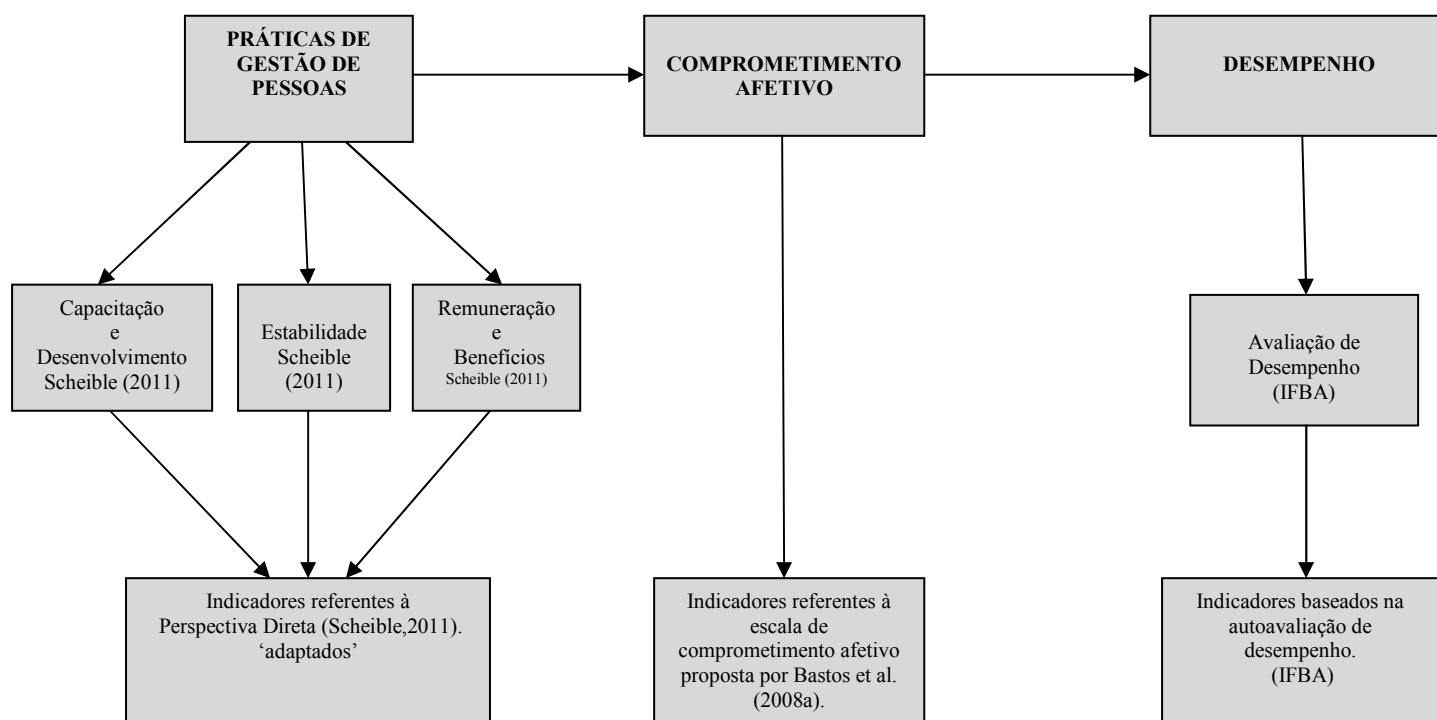 PRÁTICAS DE
GESTÃO DE
PESSOAS
COMPROMETIMENTO
AFETIVO
DESEMPENHO
Capacitação
e
Desenvolvimento
Scheible (2011)
Estabilidade
Scheible
(2011)
Remuneração
e
Benefícios
Scheible (2011)
Avaliação de
Desempenho
(IFBA)
Indicadores referentes à
Perspectiva Direta (Scheible,2011).
‘adaptados’
Indicadores referentes à
escala de
comprometimento afetivo
proposta por Bastos et al.
(2008a).
Indicadores baseados na
autoavaliação de
desempenho.
(IFBA)